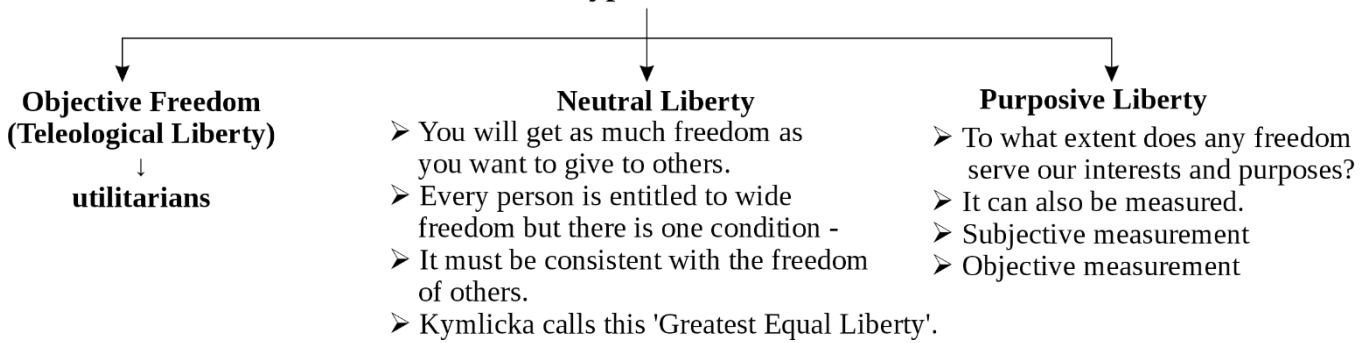 Objective Freedom
(Teleological Liberty)
↓
utilitarians
Neutral Liberty
➢ You will get as much freedom as
you want to give to others.
➢ Every person is entitled to wide
freedom but there is one condition -
➢ It must be consistent with the freedom
of others.
➢ Kymlicka calls this 'Greatest Equal Liberty'.
Purposive Liberty
➢ To what extent does any freedom
serve our interests and purposes?
➢ It can also be measured.
➢ Subjective measurement
➢ Objective measurement